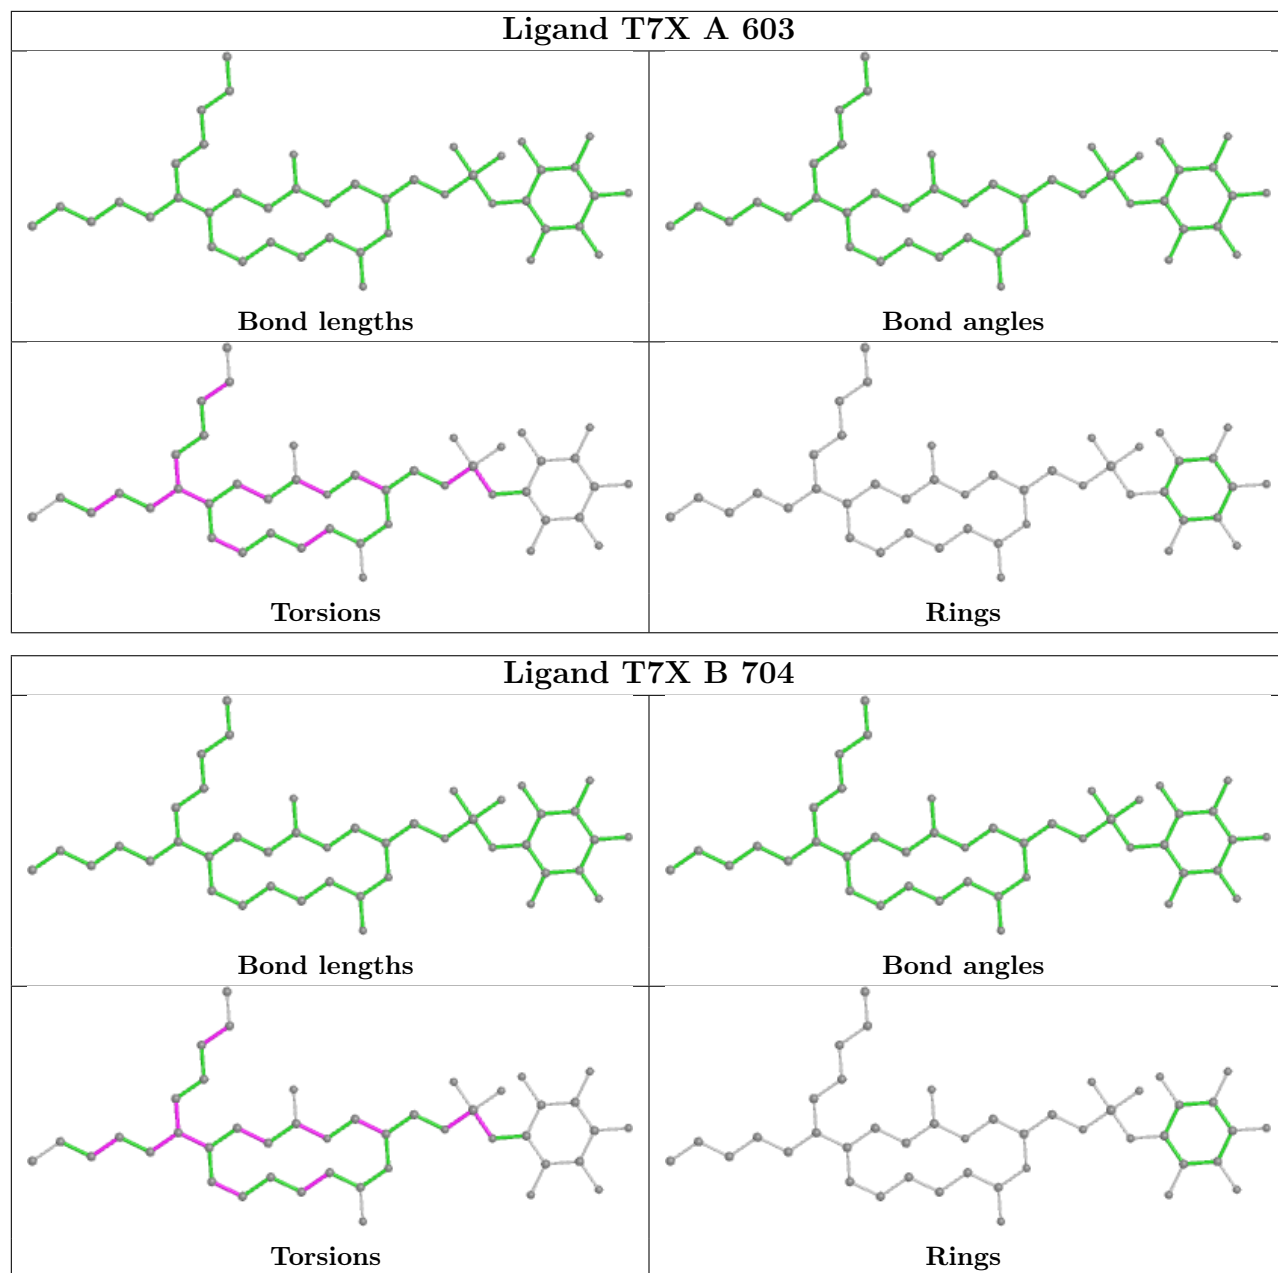 Ligand T7X A 603
Bond lengths
Bond angles
Torsions
Rings
Ligand T7X B 704
Bond lengths
Bond angles
Torsions
Rings